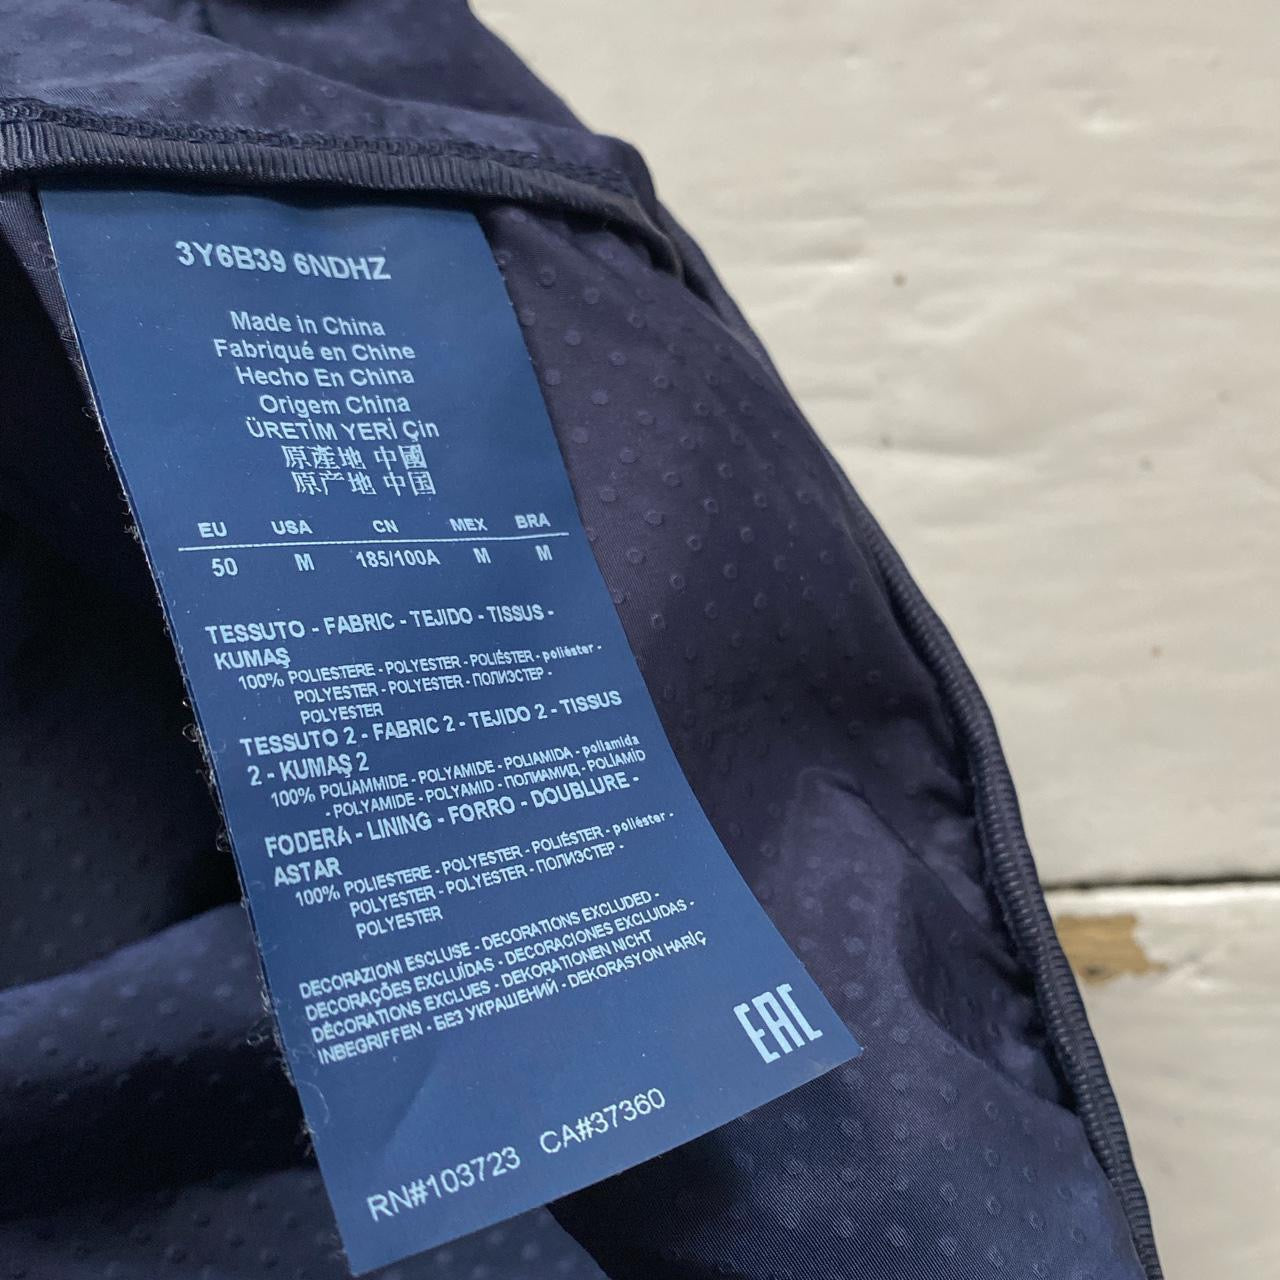 3Y6B39 6NDHZ
Made in China
Fabriqué en Chine
Hecho En China
Origem China
ÜRETİM YERİ Çin
原產地 中國
原产地 中国
EU USA CN MEX BRA
50 M 185/100A M M
TESSUTO - FABRIC - TEJIDO - TISSUS -
KUMAŞ
100% POLIESTERE - POLYESTER - POLIÉSTER - poliéster -
POLYESTER - POLYESTER - ПОЛИЭСТЕР -
POLYESTER
TESSUTO 2 - FABRIC 2 - TEJIDO 2 - TISSUS
2 - KUMAŞ 2
100% POLIAMMIDE - POLYAMIDE - POLIAMIDA - poliamida
- POLYAMIDE - POLYAMID - ПОЛИАМИД - POLIAMİD
FODERA - LINING - FORRO - DOUBLURE -
ASTAR
100% POLIESTERE - POLYESTER - POLIÉSTER - poliéster -
POLYESTER - POLYESTER - ПОЛИЭСТЕР -
POLYESTER
DECORAZIONI ESCLUSE - DECORATIONS EXCLUDED -
DECORAÇÕES EXCLUÍDAS - DECORACIONES EXCLUIDAS -
DÉCORATIONS EXCLUES - DEKORATIONEN NICHT
INBEGRIFFEN - БЕЗ УКРАШЕНИЙ - DEKORASYON HARİÇ
EAC
RN#103723 CA#37360